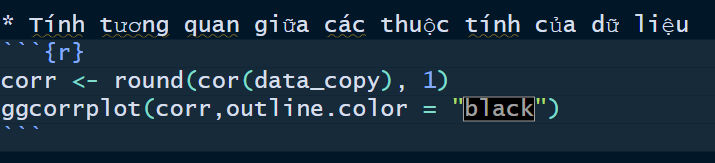 * Tính tương quan giữa các thuộc tính của dữ liệu
```{r}
corr <- round(cor(data_copy), 1)
ggcorrplot(corr,outline.color = "black")
```